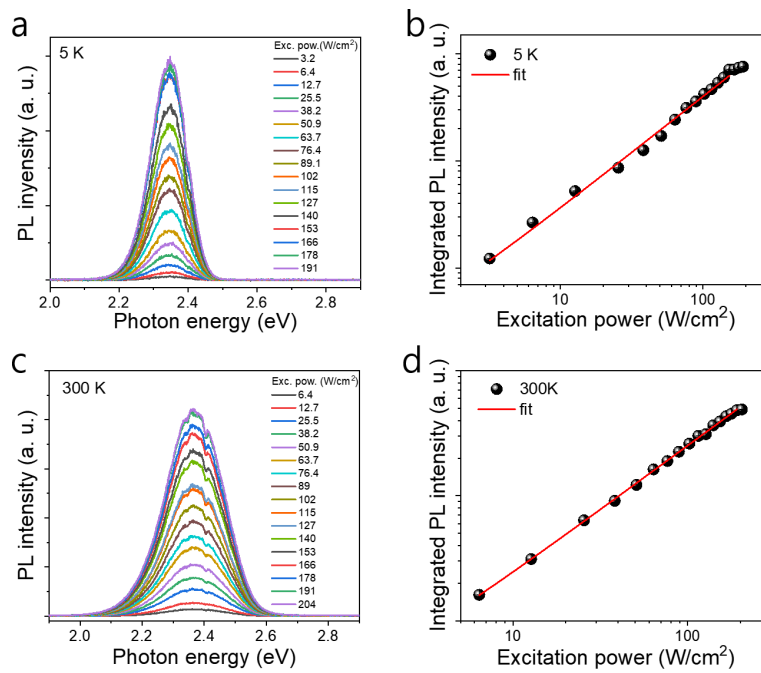 a
5 K
Exc. pow.(W/cm²)
3.2
6.4
12.7
25.5
38.2
50.9
63.7
76.4
89.1
102
115
127
140
153
166
178
191
PL inyensity (a. u.)
2.0 2.2 2.4 2.6 2.8
Photon energy (eV)
b
5 K
fit
Integrated PL intensity (a. u.)
10 100
Excitation power (W/cm²)
c
300 K
Exc. pow. (W/cm²)
6.4
12.7
25.5
38.2
50.9
63.7
76.4
89
102
115
127
140
153
166
178
191
204
PL intensity (a. u.)
2.0 2.2 2.4 2.6 2.8
Photon energy (eV)
d
300K
fit
Integrated PL intensity (a. u.)
10 100
Excitation power (W/cm²)